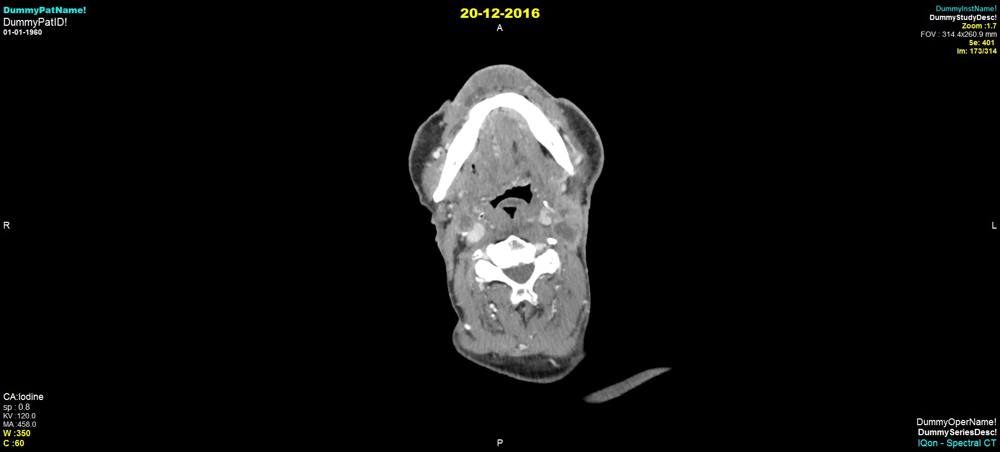 DummyPatName!
DummyPatID!
01-01-1960
20-12-2016
A
DummyInstName!
DummyStudyDesc!
Zoom :1.7
FOV : 314.4x260.9 mm
Se: 401
Im: 173/314
R
L
CA:Iodine
sp : 0.8
KV :120.0
MA :458.0
W :350
C :60
P
DummyOperName!
DummySeriesDesc!
IQon - Spectral CT